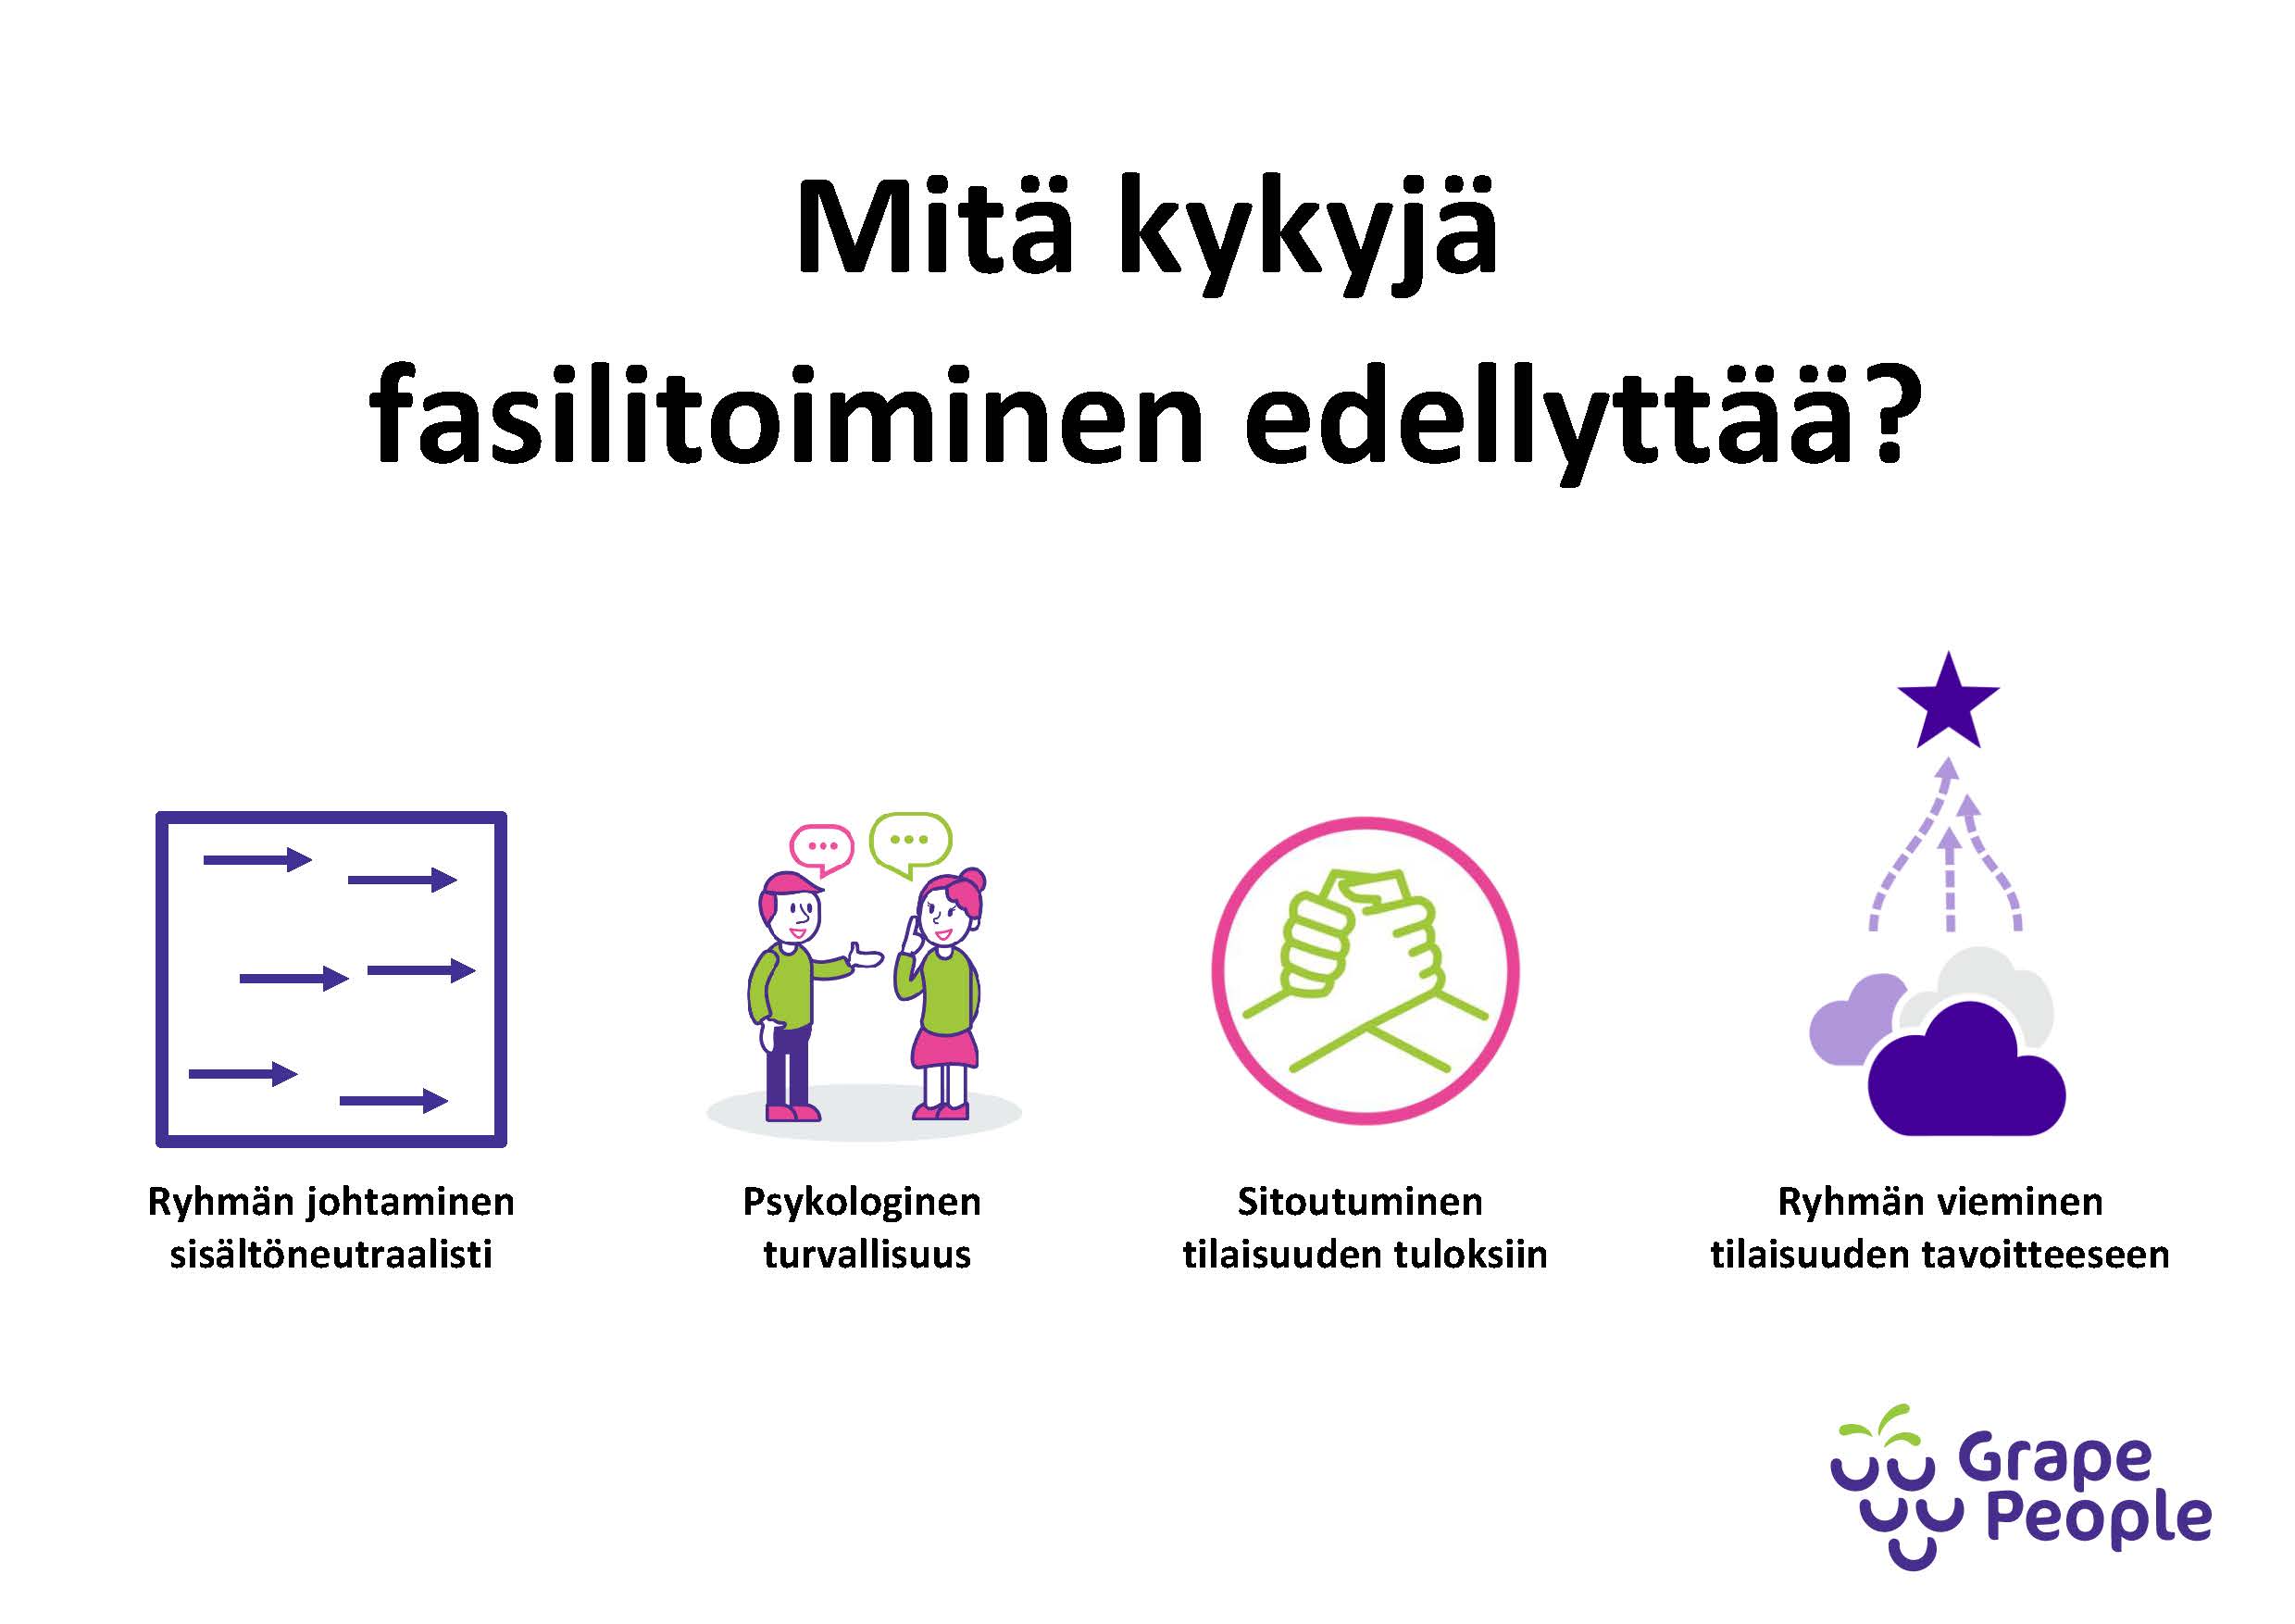 Mitä kykyjä
fasilitoiminen edellyttää?
Ryhmän johtaminen
sisältöneutraalisti
Psykologinen
turvallisuus
Sitoutuminen
tilaisuuden tuloksiin
Ryhmän vieminen
tilaisuuden tavoitteeseen
Grape
People